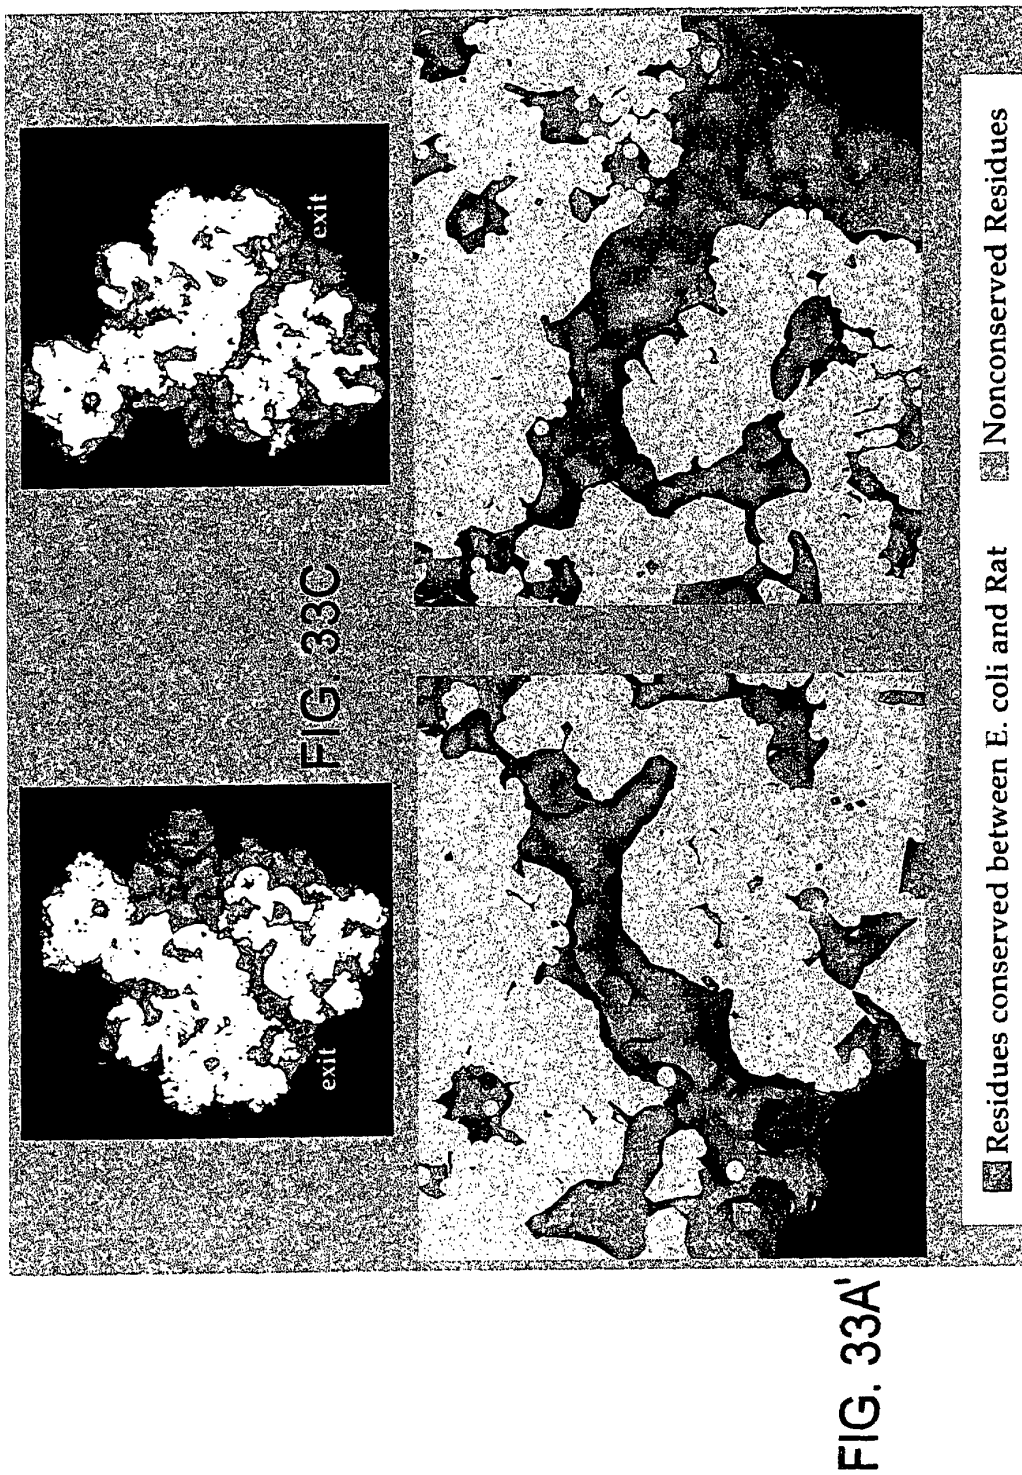 exit
exit
FIG. 33C
Residues conserved between E. coli and Rat
Nonconserved Residues
FIG. 33A'